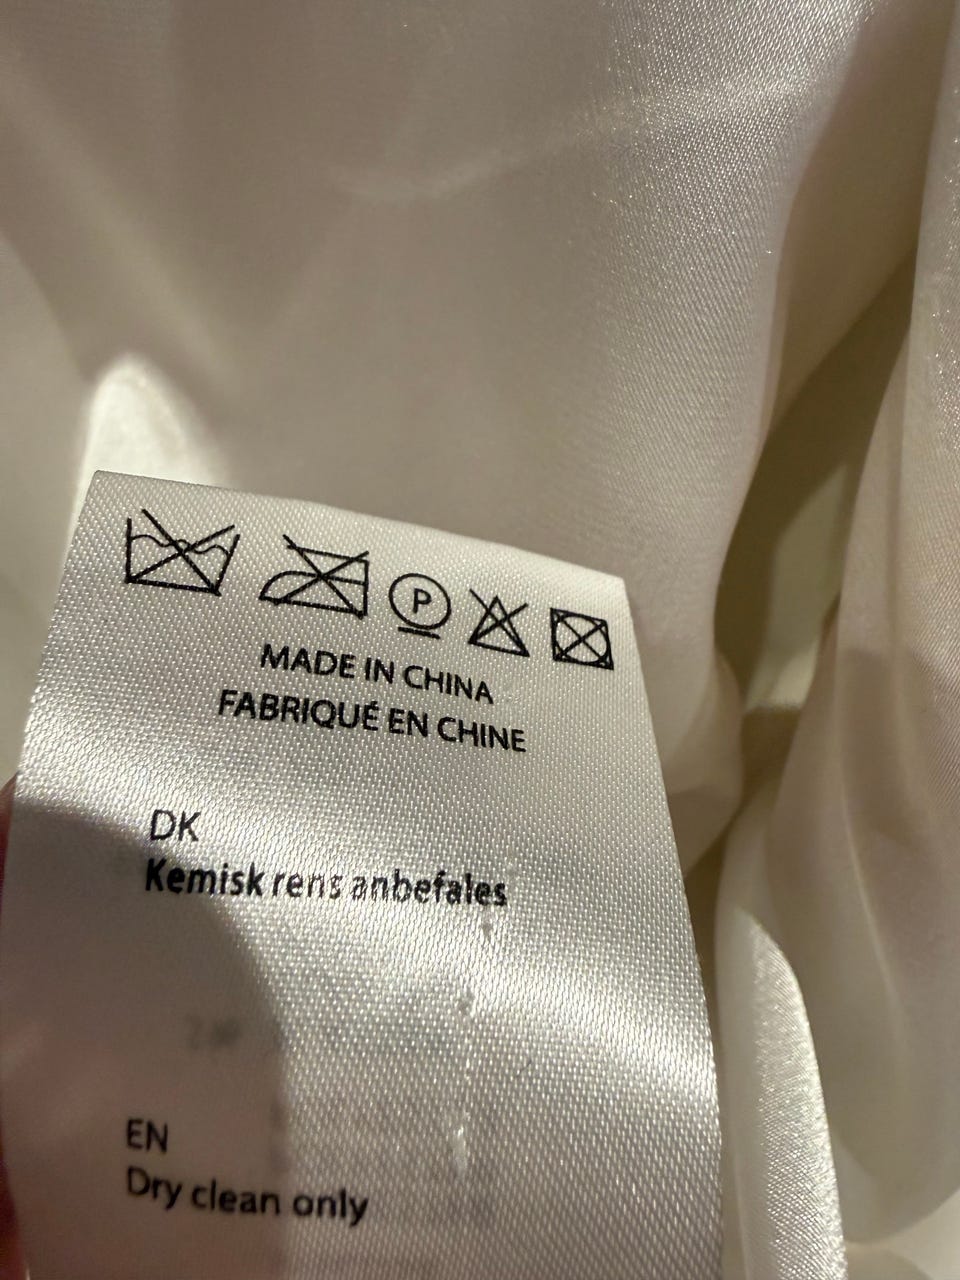 P
MADE IN CHINA
FABRIQUÉ EN CHINE
DK
Kemisk rens anbefales
EN
Dry clean only